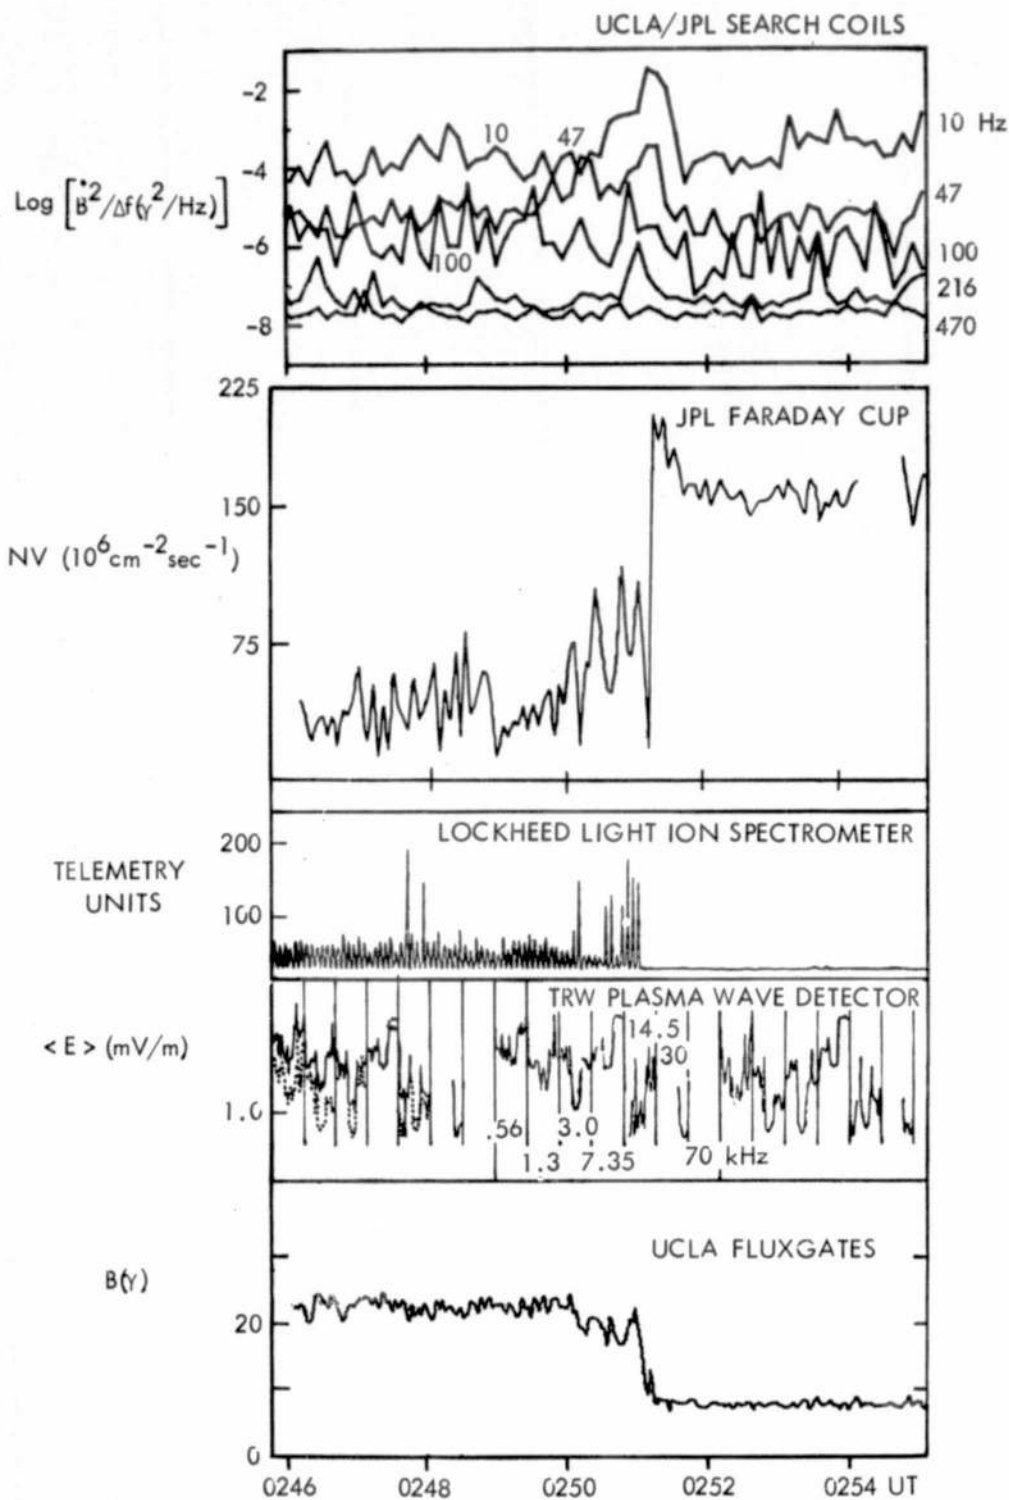 UCLA/JPL SEARCH COILS
-2
-4
-6
-8
Log [Ḃ²/Δf(γ²/Hz)]
10
47
100
10 Hz
47
100
216
470
225
150
75
JPL FARADAY CUP
NV (10⁶cm⁻²sec⁻¹)
LOCKHEED LIGHT ION SPECTROMETER
200
100
TELEMETRY
UNITS
TRW PLASMA WAVE DETECTOR
< E > (mV/m)
1.0
14.5
30
.56
3.0
1.3
7.35
70 kHz
UCLA FLUXGATES
B(γ)
20
0
0246
0248
0250
0252
0254 UT